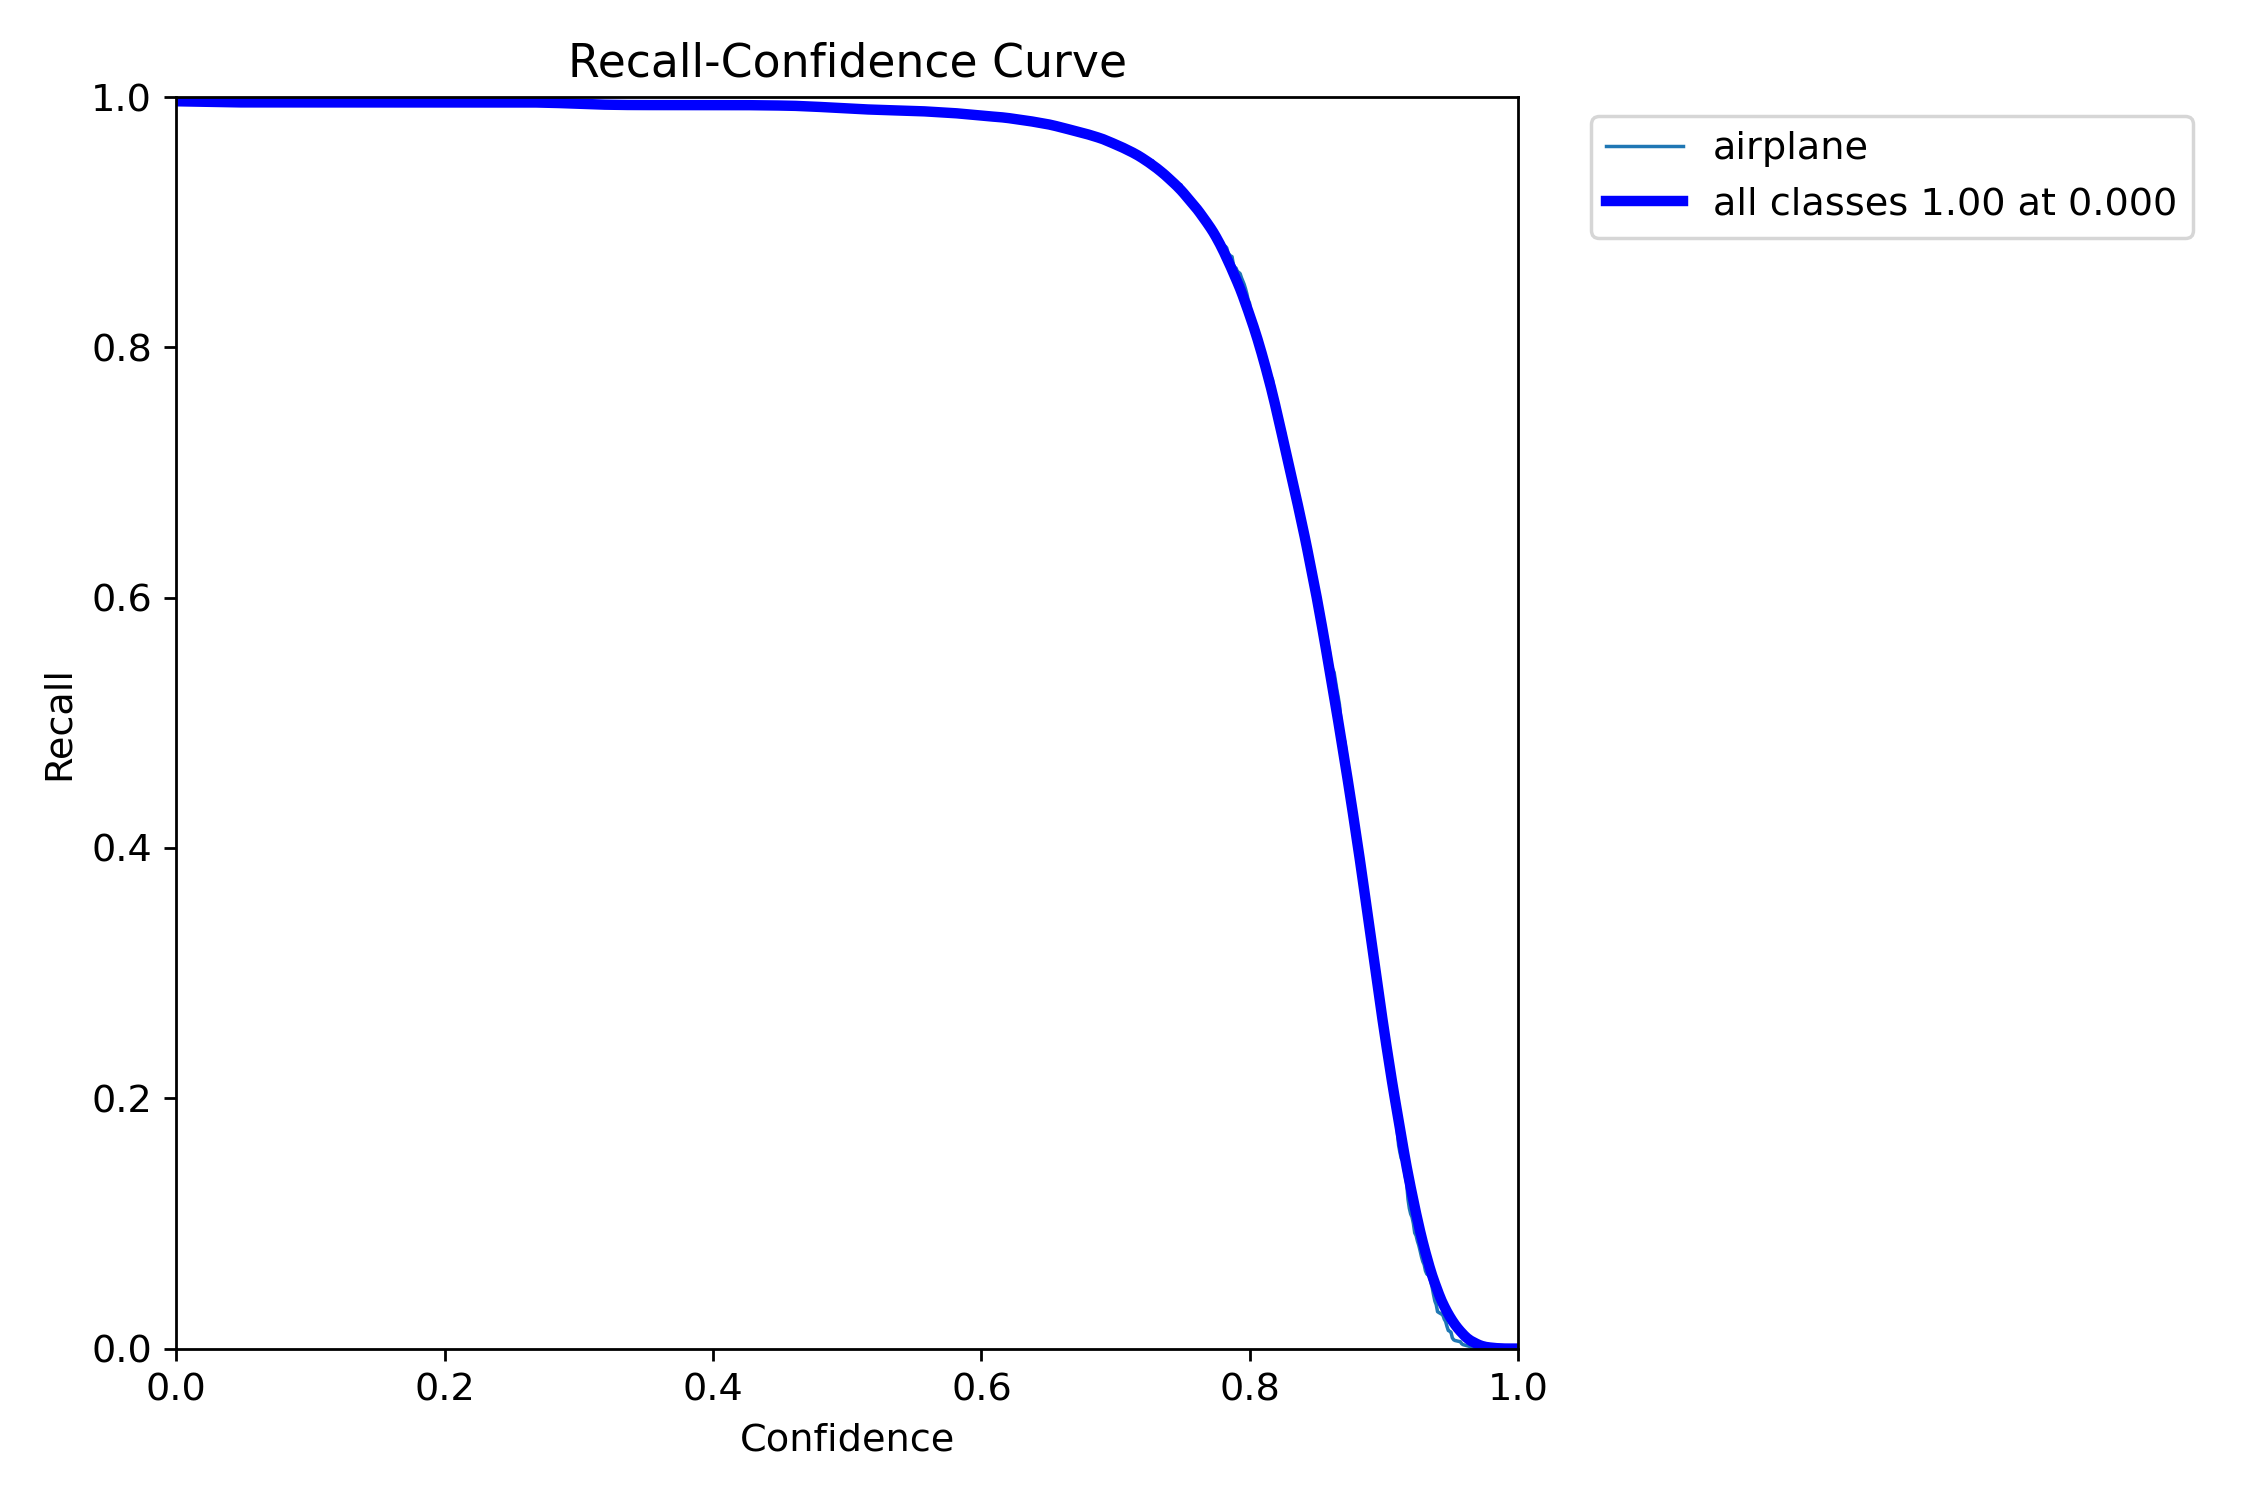 Recall-Confidence Curve
airplane
all classes 1.00 at 0.000
Recall
1.0
0.8
0.6
0.4
0.2
0.0
0.0 0.2 0.4 0.6 0.8 1.0
Confidence